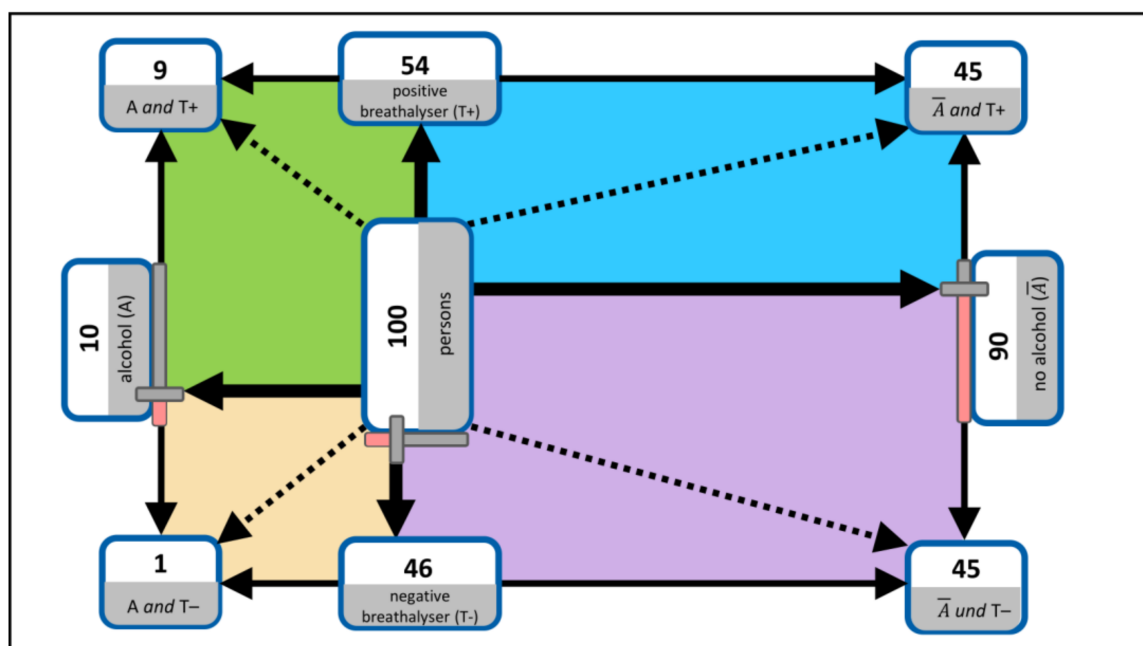 9
A and T+
54
positive
breathalyser (T+)
45
A̅ and T+
10
alcohol (A)
100
persons
90
no alcohol (A̅)
1
A and T–
46
negative
breathalyser (T-)
45
A̅ und T–